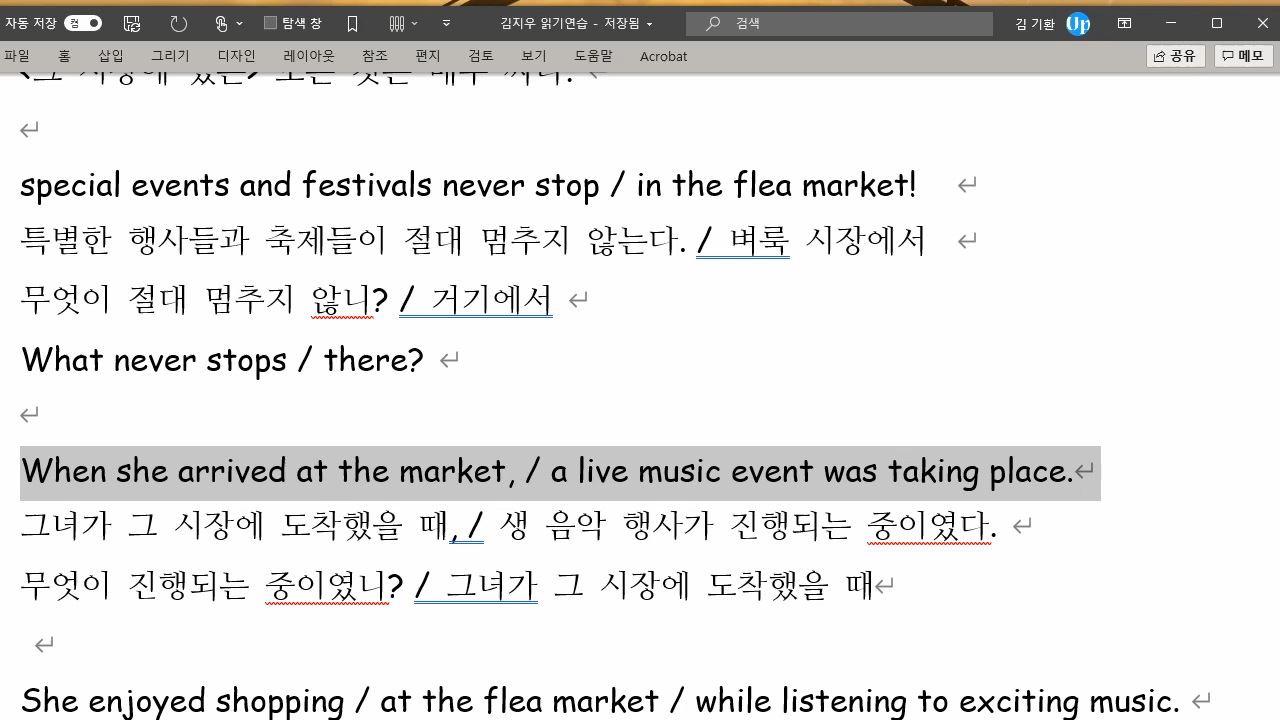 자동 저장 컴 탐색 창 김지우 읽기연습 - 저장됨 검색 김 기환 Up
파일 홈 삽입 그리기 디자인 레이아웃 참조 편지 검토 보기 도움말 Acrobat 공유 메모
special events and festivals never stop / in the flea market!
특별한 행사들과 축제들이 절대 멈추지 않는다. / 벼룩 시장에서
무엇이 절대 멈추지 않니? / 거기에서
What never stops / there?
When she arrived at the market, / a live music event was taking place.
그녀가 그 시장에 도착했을 때, / 생 음악 행사가 진행되는 중이였다.
무엇이 진행되는 중이였니? / 그녀가 그 시장에 도착했을 때
She enjoyed shopping / at the flea market / while listening to exciting music.